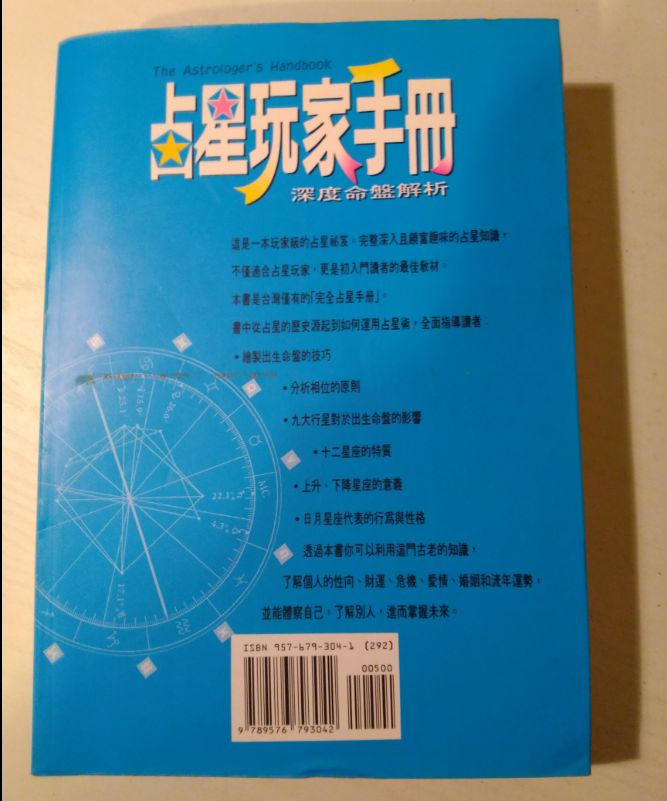 The Astrologer's Handbook
占星玩家手冊
深度命盤解析
這是一本玩家級的占星祕笈。完整深入且饒富趣味的占星知識，
不僅適合占星玩家，更是初入門讀者的最佳教材。
本書是台灣僅有的「完全占星手冊」。
書中從占星的歷史源起到如何運用占星術，全面指導讀者：
•繪製出生命盤的技巧
•分析相位的原則
•九大行星對於出生命盤的影響
•十二星座的特質
•上升、下降星座的意義
•日月星座代表的行爲與性格
透過本書你可以利用這門古老的知識，
了解個人的性向、財運、危機、愛情、婚姻和流年運勢，
並能體察自己，了解別人，進而掌握未來。
MC
ISBN 957-679-304-1 (292)
00500
9 789576 793042